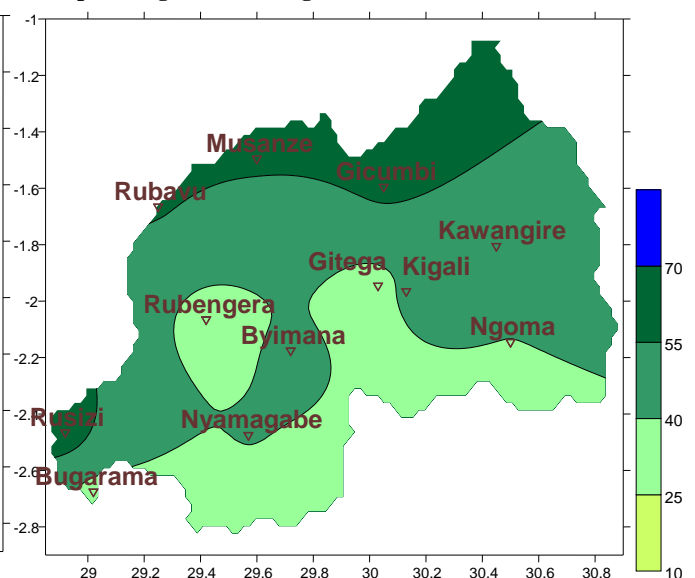 -1
-1.2
-1.4
-1.6
-1.8
-2
-2.2
-2.6
-2.8
Musanze
Gicumbi
Rubavu
Kawangire
Gitega Kigali
Rubengera
Byimana
Ngoma
Rusizi
Nyamagabe
Bugarama
70
55
40
25
10
29 29.2 29.4 29.6 29.8 30 30.2 30.4 30.6 30.8